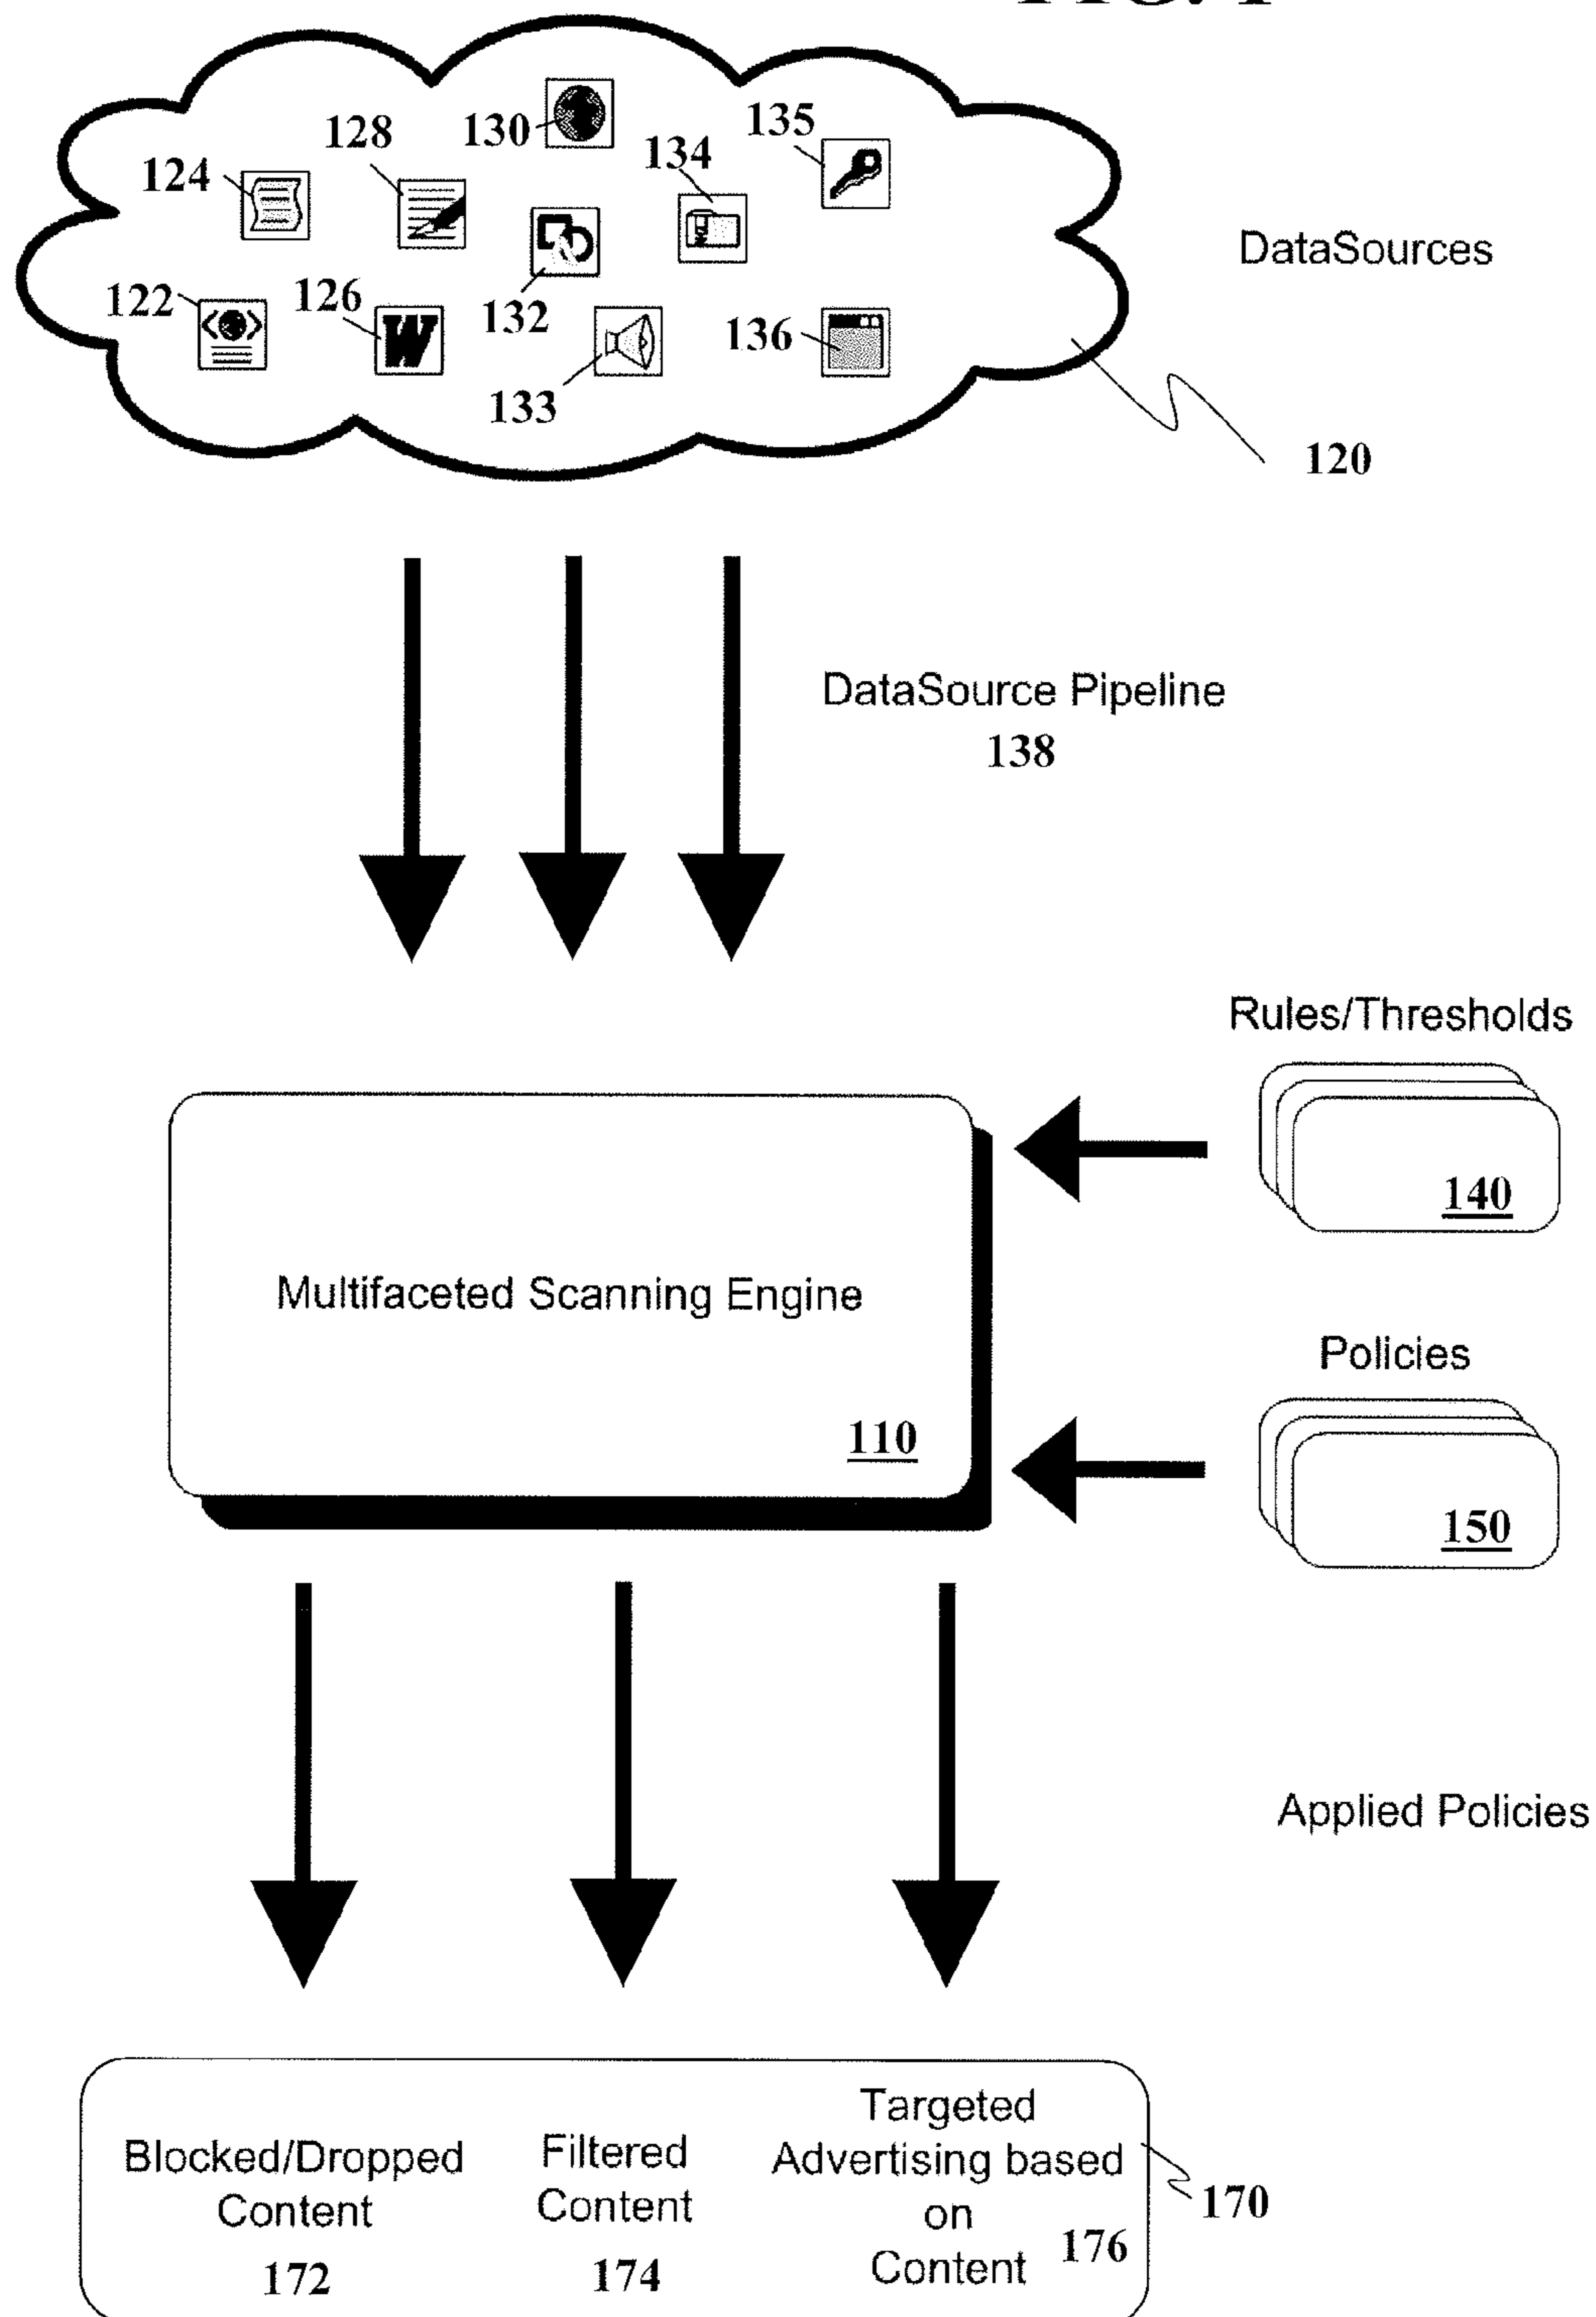 FIG. 1
130
135
128
134
124
DataSources
122
126
132
136
133
120
DataSource Pipeline
138
Rules/Thresholds
140
Multifaceted Scanning Engine
Policies
110
150
Applied Policies
Targeted
Blocked/Dropped
Filtered
Advertising based
Content
Content
on
170
172
174
Content
176
W